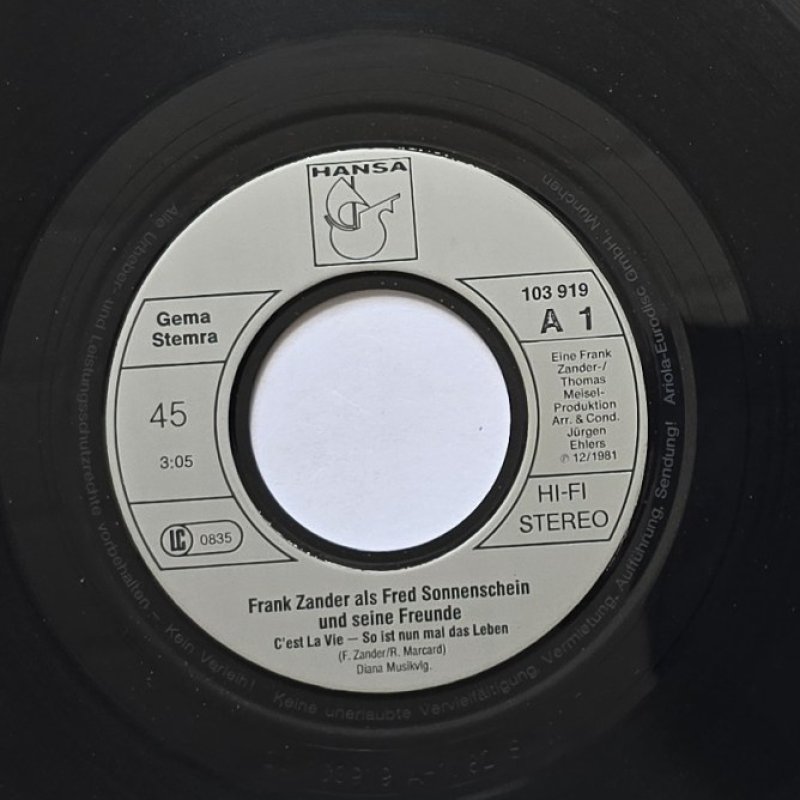 HANSA
Gema
Stemra
45
3:05
LC 0835
103 919
A 1
Eine Frank
Zander-/
Thomas
Meisel-
Produktion
Arr. & Cond.
Jürgen
Ehlers
℗ 12/1981
HI-FI
STEREO
Frank Zander als Fred Sonnenschein
und seine Freunde
C'est La Vie – So ist nun mal das Leben
(F. Zander/R. Marcard)
Diana Musikvlg.
Alle Urheber- und Leistungsschutzrechte vorbehalten – Kein Verleih! Keine unerlaubte Vervielfältigung, Vermietung, Aufführung, Sendung! Ariola-Eurodisc GmbH, München